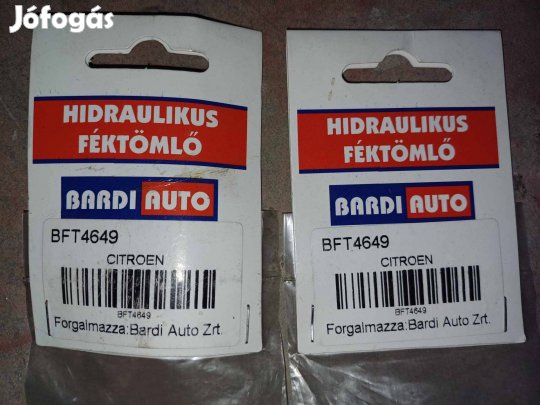 Jófogás
HIDRAULIKUS
FÉKTÖMLŐ
BARDI AUTO
BFT4649
CITROEN
BFT4649
Forgalmazza:Bardi Auto Zrt.
HIDRAULIKUS
FÉKTÖMLŐ
BARDI AUTO
BFT4649
CITROEN
BFT4649
Forgalmazza:Bardi Auto Zrt.